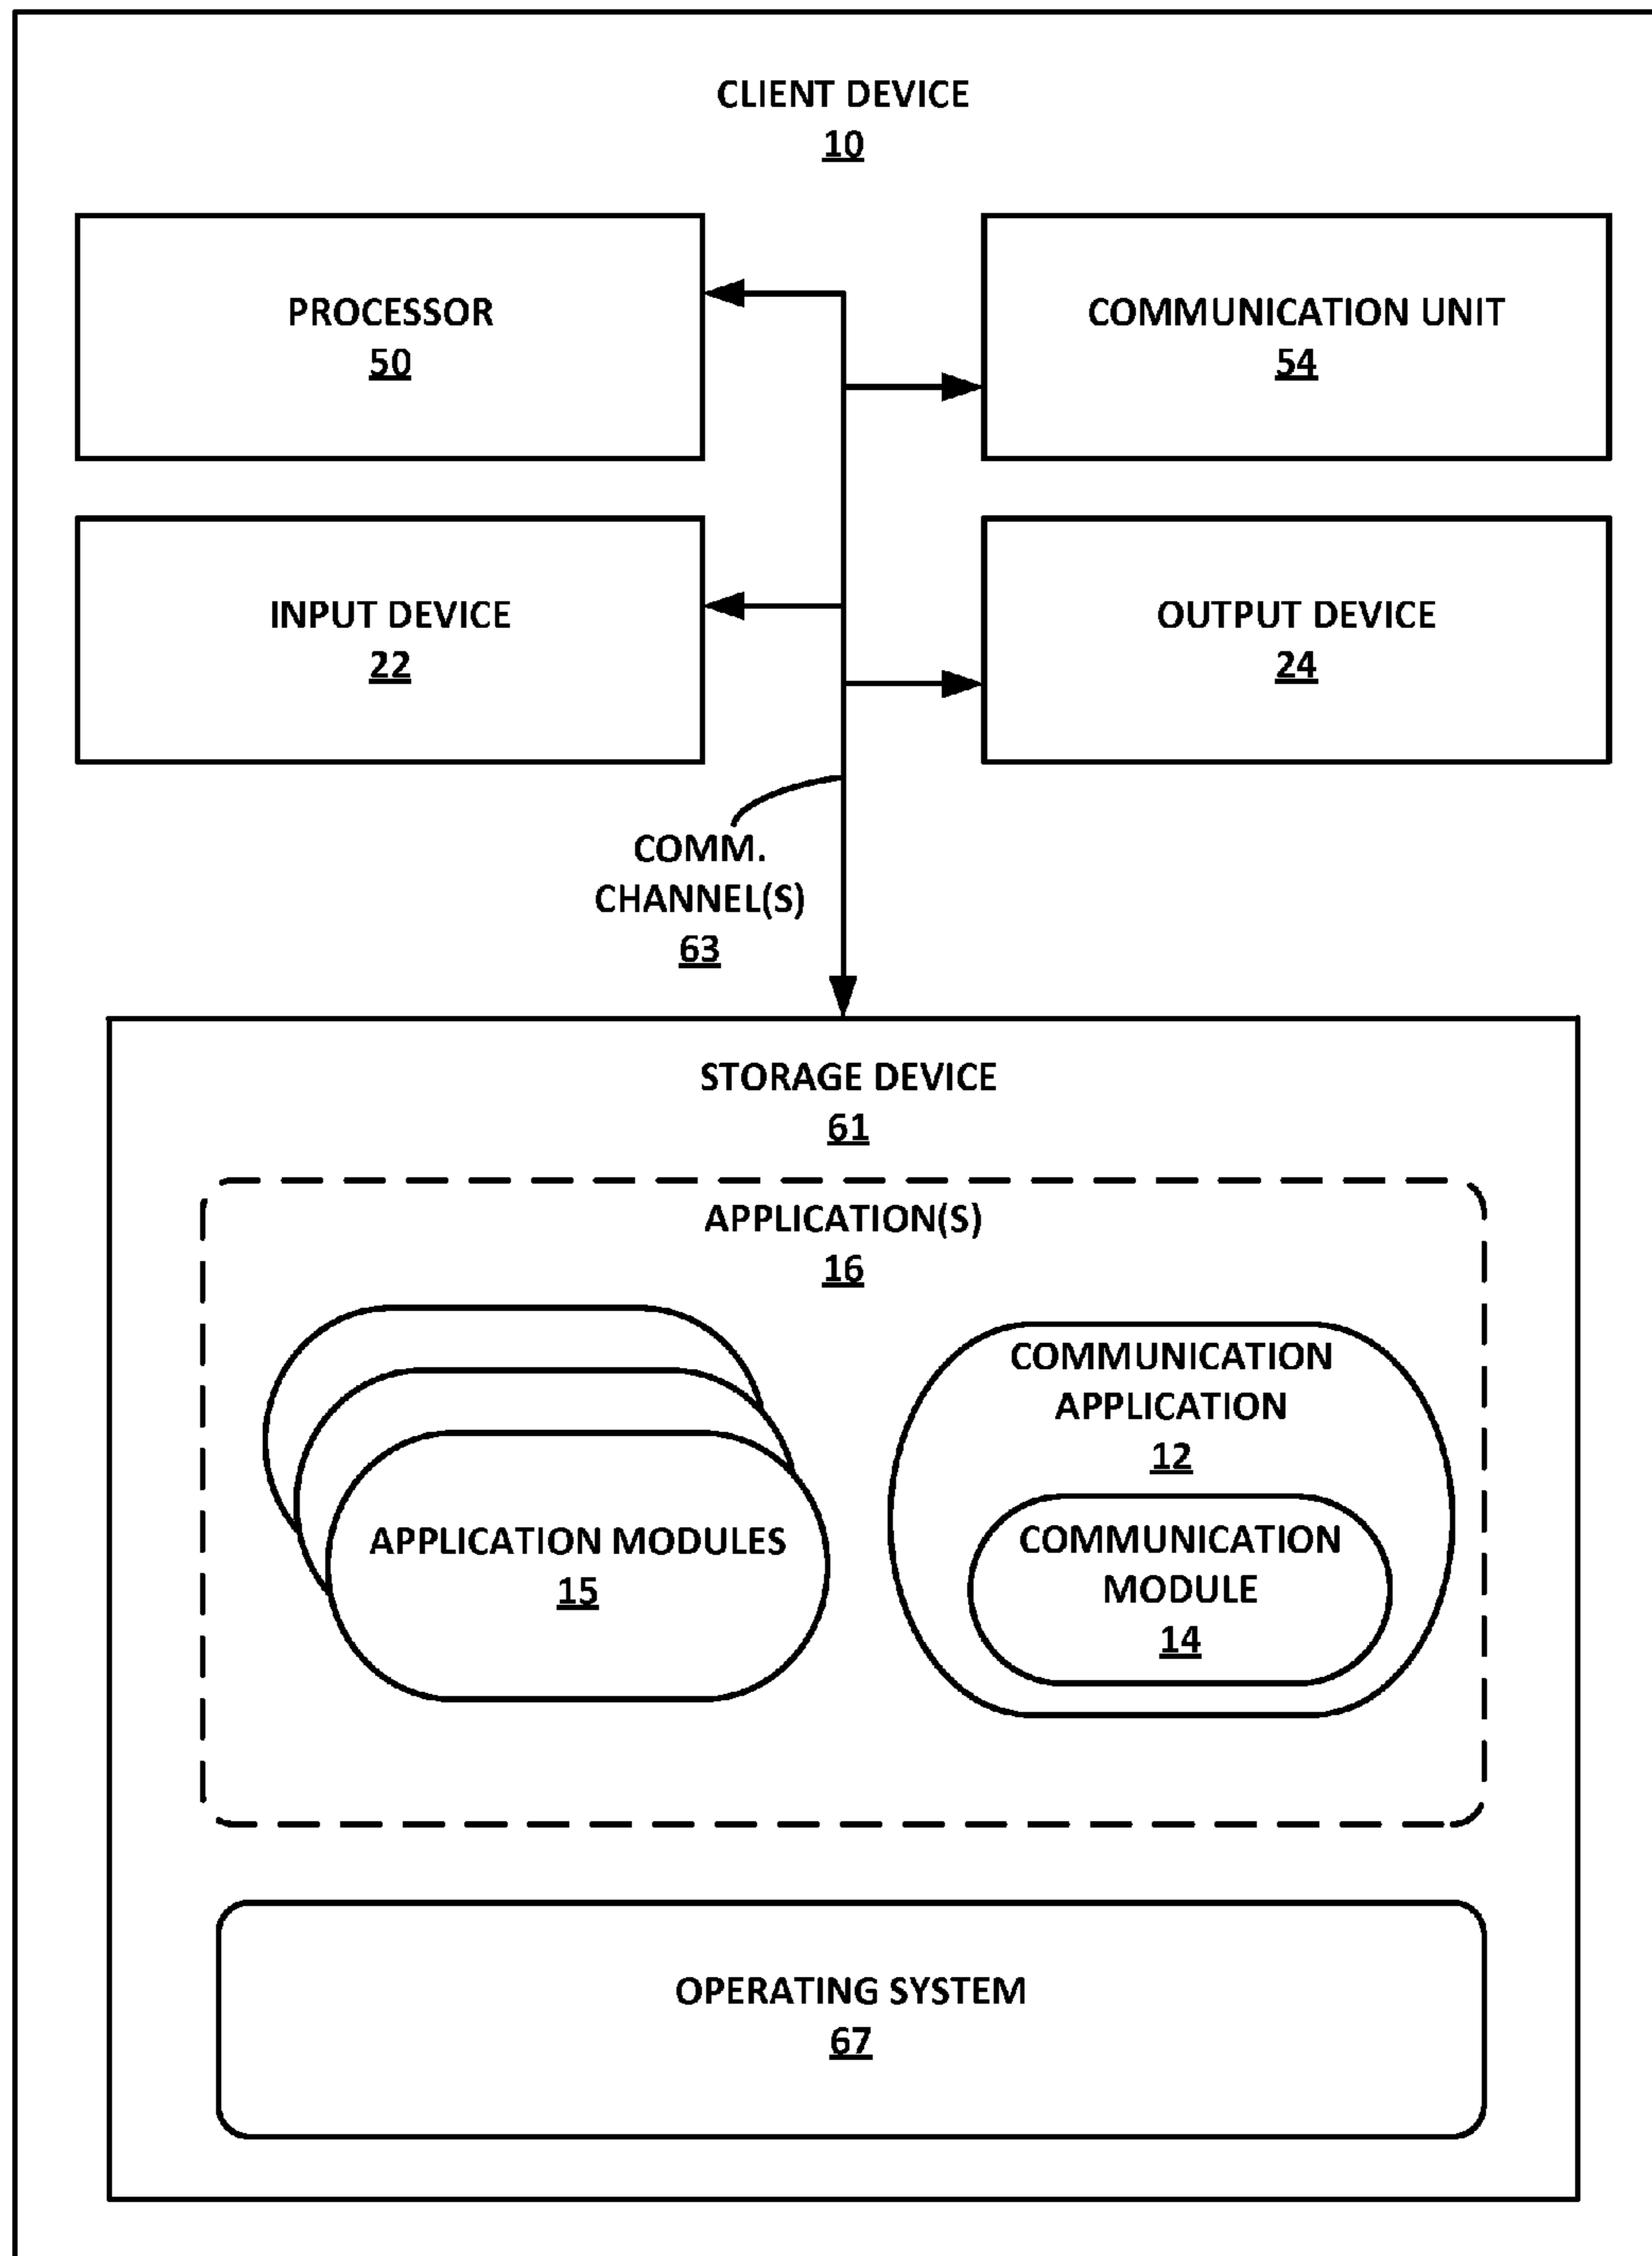 CLIENT DEVICE
10
PROCESSOR
50
COMMUNICATION UNIT
54
INPUT DEVICE
22
OUTPUT DEVICE
24
COMM.
CHANNEL(S)
63
STORAGE DEVICE
61
APPLICATION(S)
16
APPLICATION MODULES
15
COMMUNICATION
APPLICATION
12
COMMUNICATION
MODULE
14
OPERATING SYSTEM
67